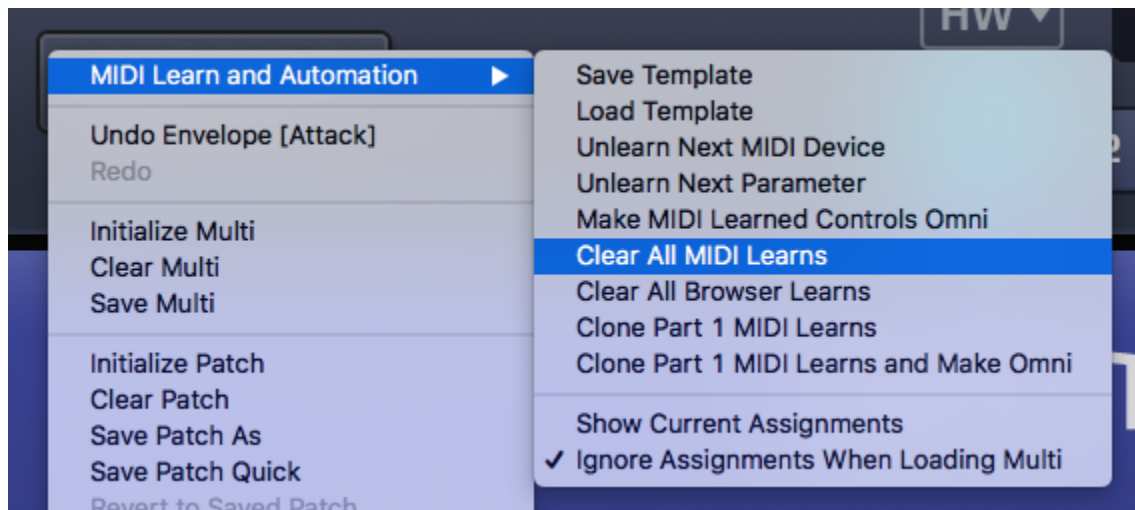 HW
MIDI Learn and Automation
Undo Envelope [Attack]
Redo
Initialize Multi
Clear Multi
Save Multi
Initialize Patch
Clear Patch
Save Patch As
Save Patch Quick
Revert to Saved Patch
Save Template
Load Template
Unlearn Next MIDI Device
Unlearn Next Parameter
Make MIDI Learned Controls Omni
Clear All MIDI Learns
Clear All Browser Learns
Clone Part 1 MIDI Learns
Clone Part 1 MIDI Learns and Make Omni
Show Current Assignments
✓ Ignore Assignments When Loading Multi